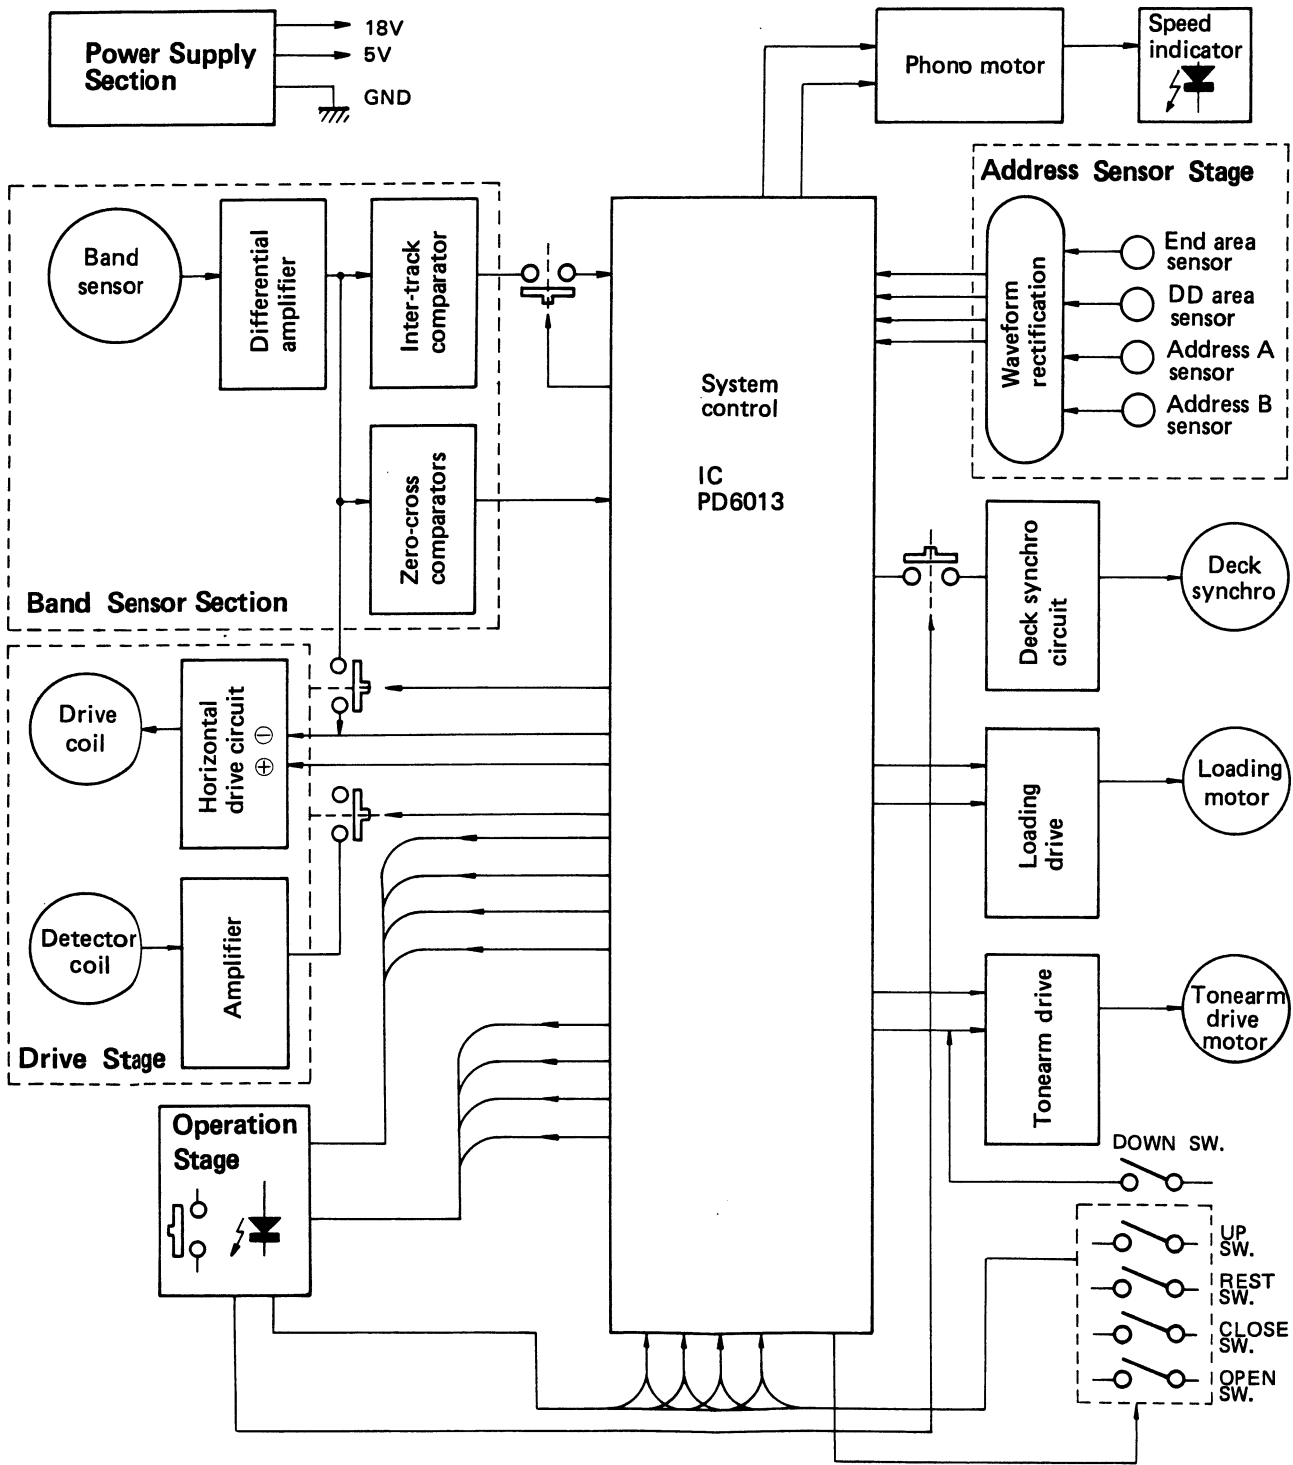 Power Supply
Section
18V
5V
GND
Phono motor
Speed
indicator
Address Sensor Stage
Waveform
rectification
End area
sensor
DD area
sensor
Address A
sensor
Address B
sensor
Band
sensor
Differential
amplifier
Inter-track
comparator
Zero-cross
comparators
Band Sensor Section
System
control
IC
PD6013
Deck synchro
circuit
Deck
synchro
Drive
coil
Horizontal
drive circuit
⊖
⊕
Detector
coil
Amplifier
Drive Stage
Loading
drive
Loading
motor
Tonearm drive
Tonearm
drive
motor
Operation
Stage
DOWN SW.
UP
SW.
REST
SW.
CLOSE
SW.
OPEN
SW.